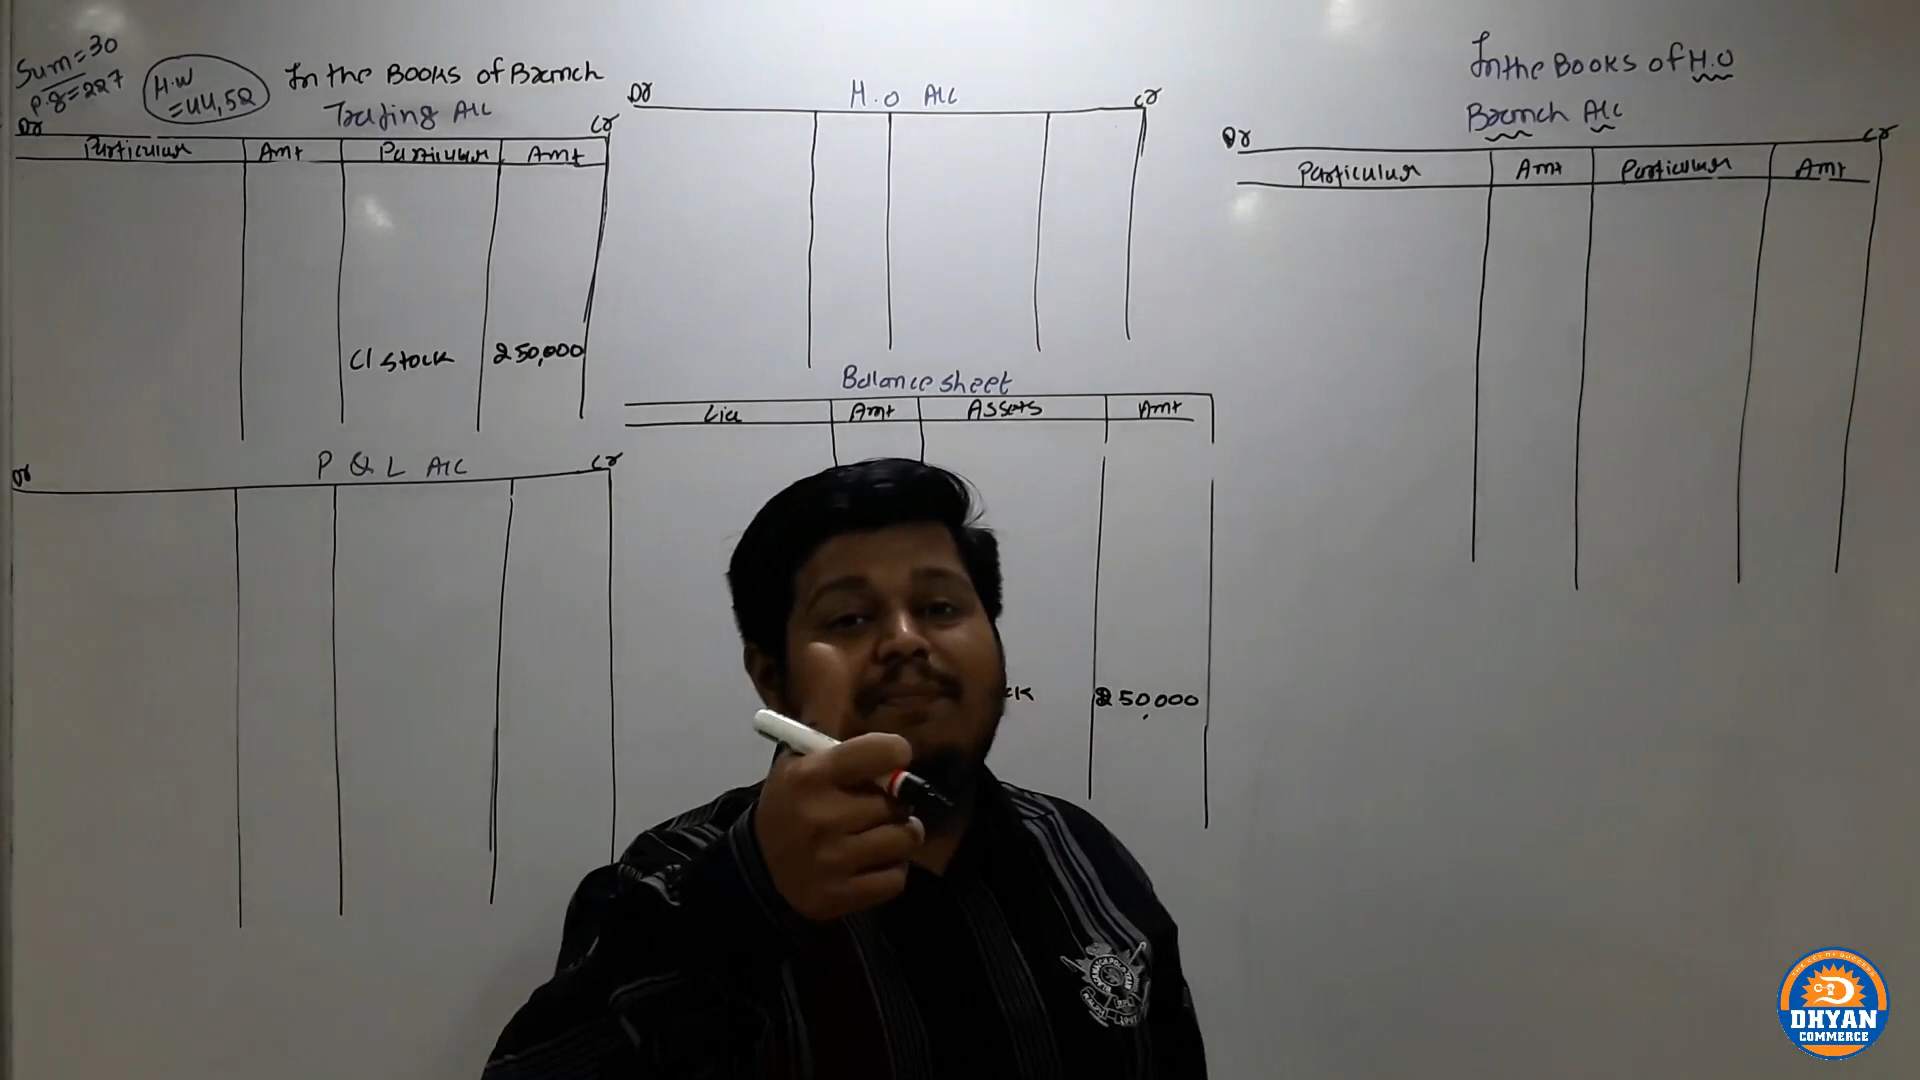 Sum=30
P.g=227
H.W
=44,52
In the Books of Branch
Trading A/c
Dr
Cr
Particular Amt Particular Amt
Cl stock 250,000
P & L A/c
Dr
Cr
H.O A/c
Dr
Cr
Balance sheet
Lia Amt Assets Amt
ck 250,000
In the Books of H.O
Branch A/c
Dr
Cr
Particular Amt Particular Amt
DHYAN
COMMERCE